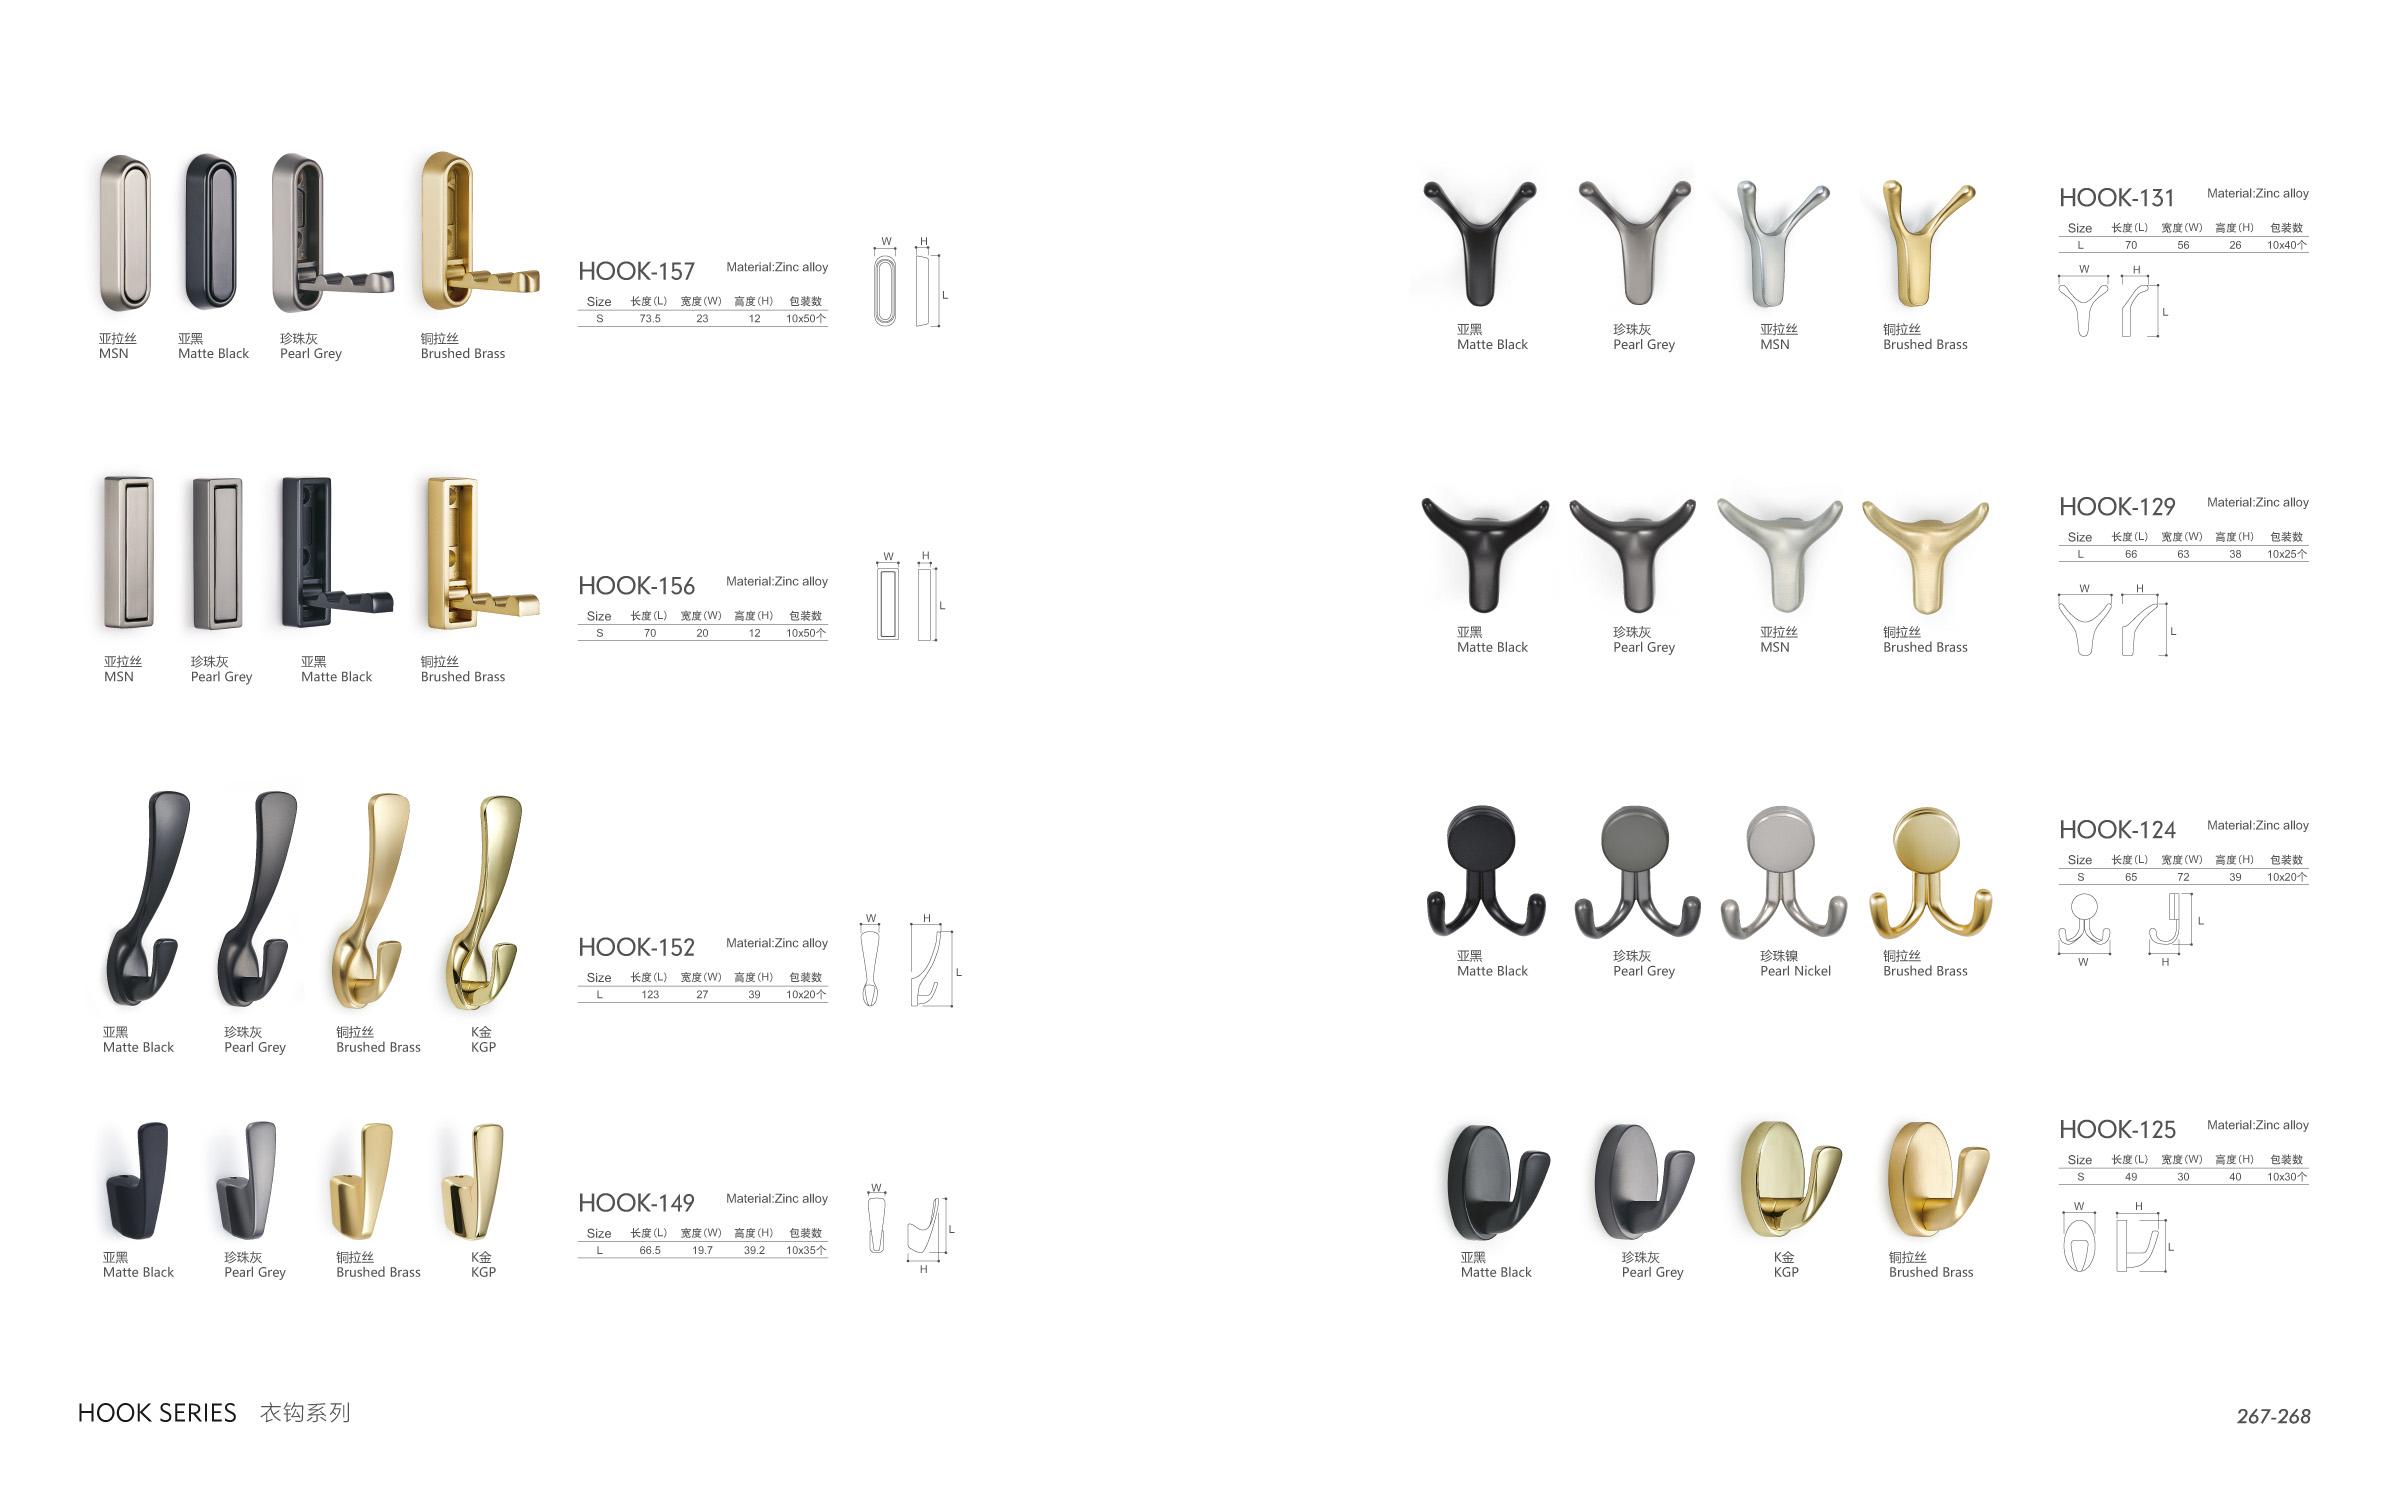 亚拉丝 亚黑 珍珠灰 铜拉丝
MSN Matte Black Pearl Grey Brushed Brass
HOOK-157 Material:Zinc alloy
Size 长度(L) 宽度(W) 高度(H) 包装数
S 73.5 23 12 10x50个
W H
L
亚拉丝 珍珠灰 亚黑 铜拉丝
MSN Pearl Grey Matte Black Brushed Brass
HOOK-156 Material:Zinc alloy
Size 长度(L) 宽度(W) 高度(H) 包装数
S 70 20 12 10x50个
W H
L
亚黑 珍珠灰 铜拉丝 K金
Matte Black Pearl Grey Brushed Brass KGP
HOOK-152 Material:Zinc alloy
Size 长度(L) 宽度(W) 高度(H) 包装数
L 123 27 39 10x20个
W H
L
亚黑 珍珠灰 铜拉丝 K金
Matte Black Pearl Grey Brushed Brass KGP
HOOK-149 Material:Zinc alloy
Size 长度(L) 宽度(W) 高度(H) 包装数
L 66.5 19.7 39.2 10x35个
W
L
H
亚黑 珍珠灰 亚拉丝 铜拉丝
Matte Black Pearl Grey MSN Brushed Brass
HOOK-131 Material:Zinc alloy
Size 长度(L) 宽度(W) 高度(H) 包装数
L 70 56 26 10x40个
W H
L
亚黑 珍珠灰 亚拉丝 铜拉丝
Matte Black Pearl Grey MSN Brushed Brass
HOOK-129 Material:Zinc alloy
Size 长度(L) 宽度(W) 高度(H) 包装数
L 66 63 38 10x25个
W H
L
亚黑 珍珠灰 珍珠镍 铜拉丝
Matte Black Pearl Grey Pearl Nickel Brushed Brass
HOOK-124 Material:Zinc alloy
Size 长度(L) 宽度(W) 高度(H) 包装数
S 65 72 39 10x20个
L
W H
亚黑 珍珠灰 K金 铜拉丝
Matte Black Pearl Grey KGP Brushed Brass
HOOK-125 Material:Zinc alloy
Size 长度(L) 宽度(W) 高度(H) 包装数
S 49 30 40 10x30个
W H
L
HOOK SERIES 衣钩系列
267-268